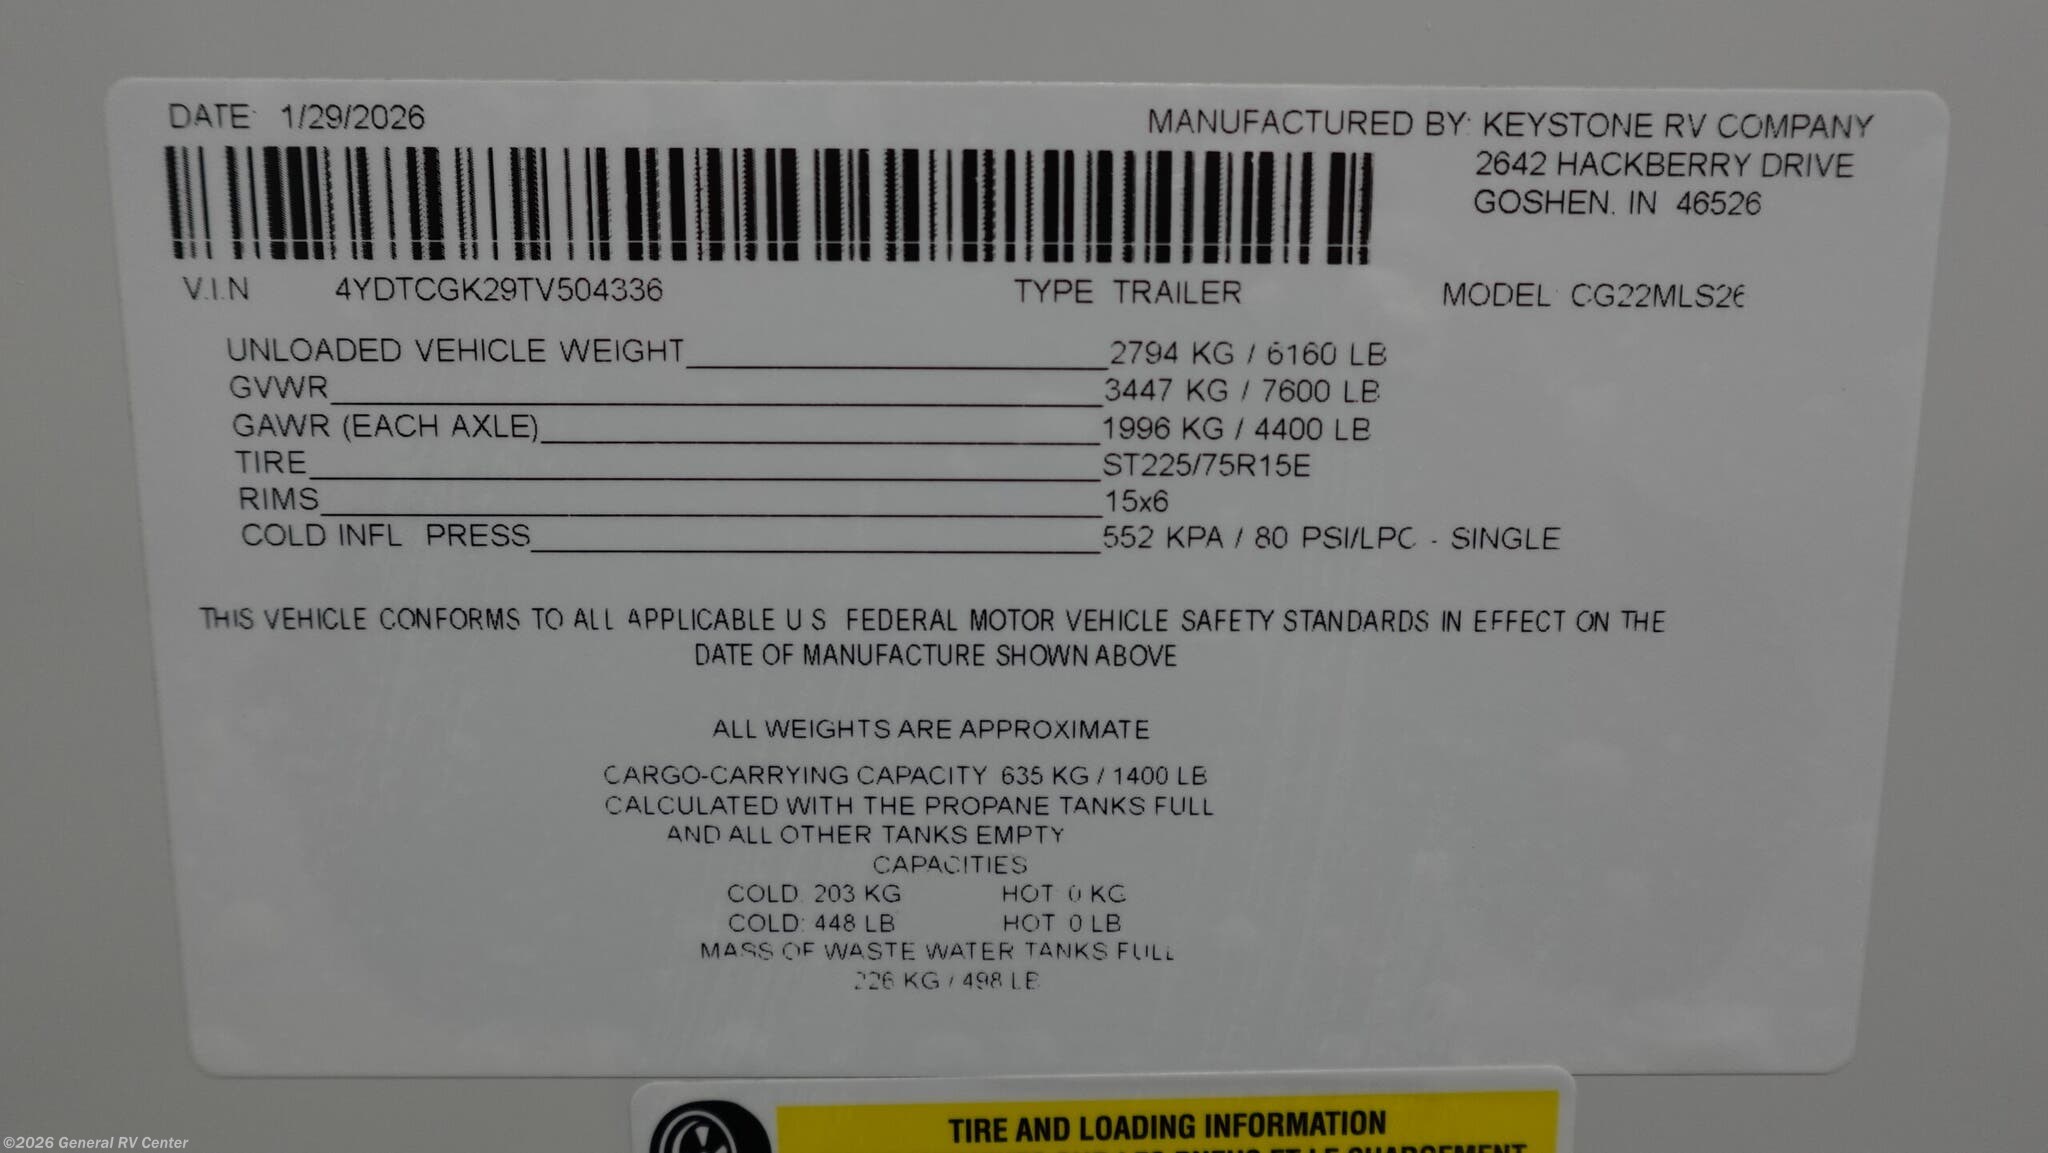 DATE: 1/29/2026
MANUFACTURED BY: KEYSTONE RV COMPANY
2642 HACKBERRY DRIVE
GOSHEN, IN 46526
V.I.N 4YDTCGK29TV504336 TYPE TRAILER MODEL CG22MLS26
UNLOADED VEHICLE WEIGHT 2794 KG / 6160 LB
GVWR 3447 KG / 7600 LB
GAWR (EACH AXLE) 1996 KG / 4400 LB
TIRE ST225/75R15E
RIMS 15x6
COLD INFL PRESS 552 KPA / 80 PSI/LPC - SINGLE
THIS VEHICLE CONFORMS TO ALL APPLICABLE U S FEDERAL MOTOR VEHICLE SAFETY STANDARDS IN EFFECT ON THE
DATE OF MANUFACTURE SHOWN ABOVE
ALL WEIGHTS ARE APPROXIMATE
CARGO-CARRYING CAPACITY 635 KG / 1400 LB
CALCULATED WITH THE PROPANE TANKS FULL
AND ALL OTHER TANKS EMPTY
CAPACITIES
COLD: 203 KG HOT 0 KG
COLD: 448 LB HOT 0 LB
MASS OF WASTE WATER TANKS FULL
226 KG / 498 LB
TIRE AND LOADING INFORMATION
©2026 General RV Center